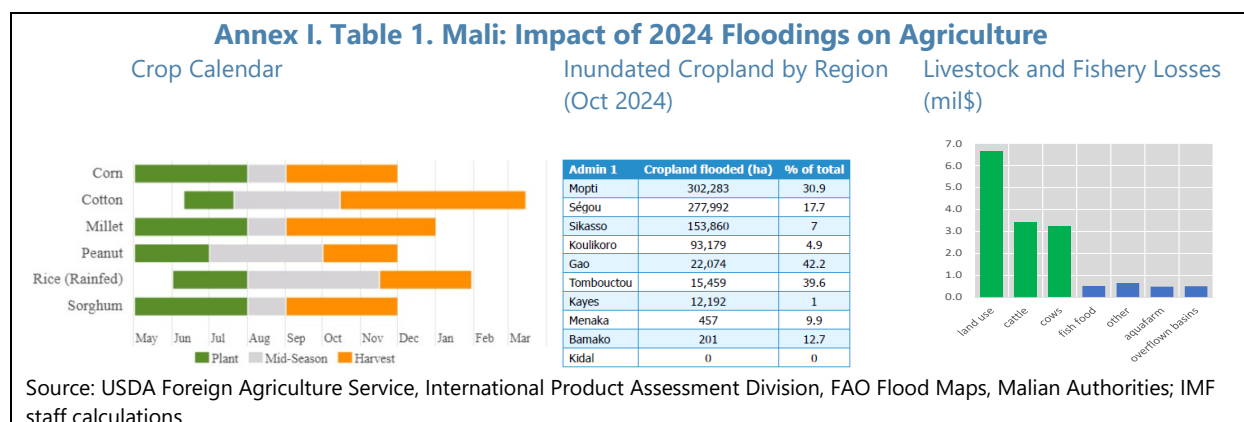 Annex I. Table 1. Mali: Impact of 2024 Floodings on Agriculture
Crop Calendar
Corn
Cotton
Millet
Peanut
Rice (Rainfed)
Sorghum
May Jun Jul Aug Sep Oct Nov Dec Jan Feb Mar
Plant Mid-Season Harvest
Inundated Cropland by Region
(Oct 2024)
Admin 1 Cropland flooded (ha) % of total
Mopti 302,283 30.9
Ségou 277,992 17.7
Sikasso 153,860 7
Koulikoro 93,179 4.9
Gao 22,074 42.2
Tombouctou 15,459 39.6
Kayes 12,192 1
Menaka 457 9.9
Bamako 201 12.7
Kidal 0 0
Livestock and Fishery Losses
(mil$)
7.0
6.0
5.0
4.0
3.0
2.0
1.0
0.0
land use
cattle
cows
fish food
other
aquafarm
overflown basins
Source: USDA Foreign Agriculture Service, International Product Assessment Division, FAO Flood Maps, Malian Authorities; IMF
staff calculations